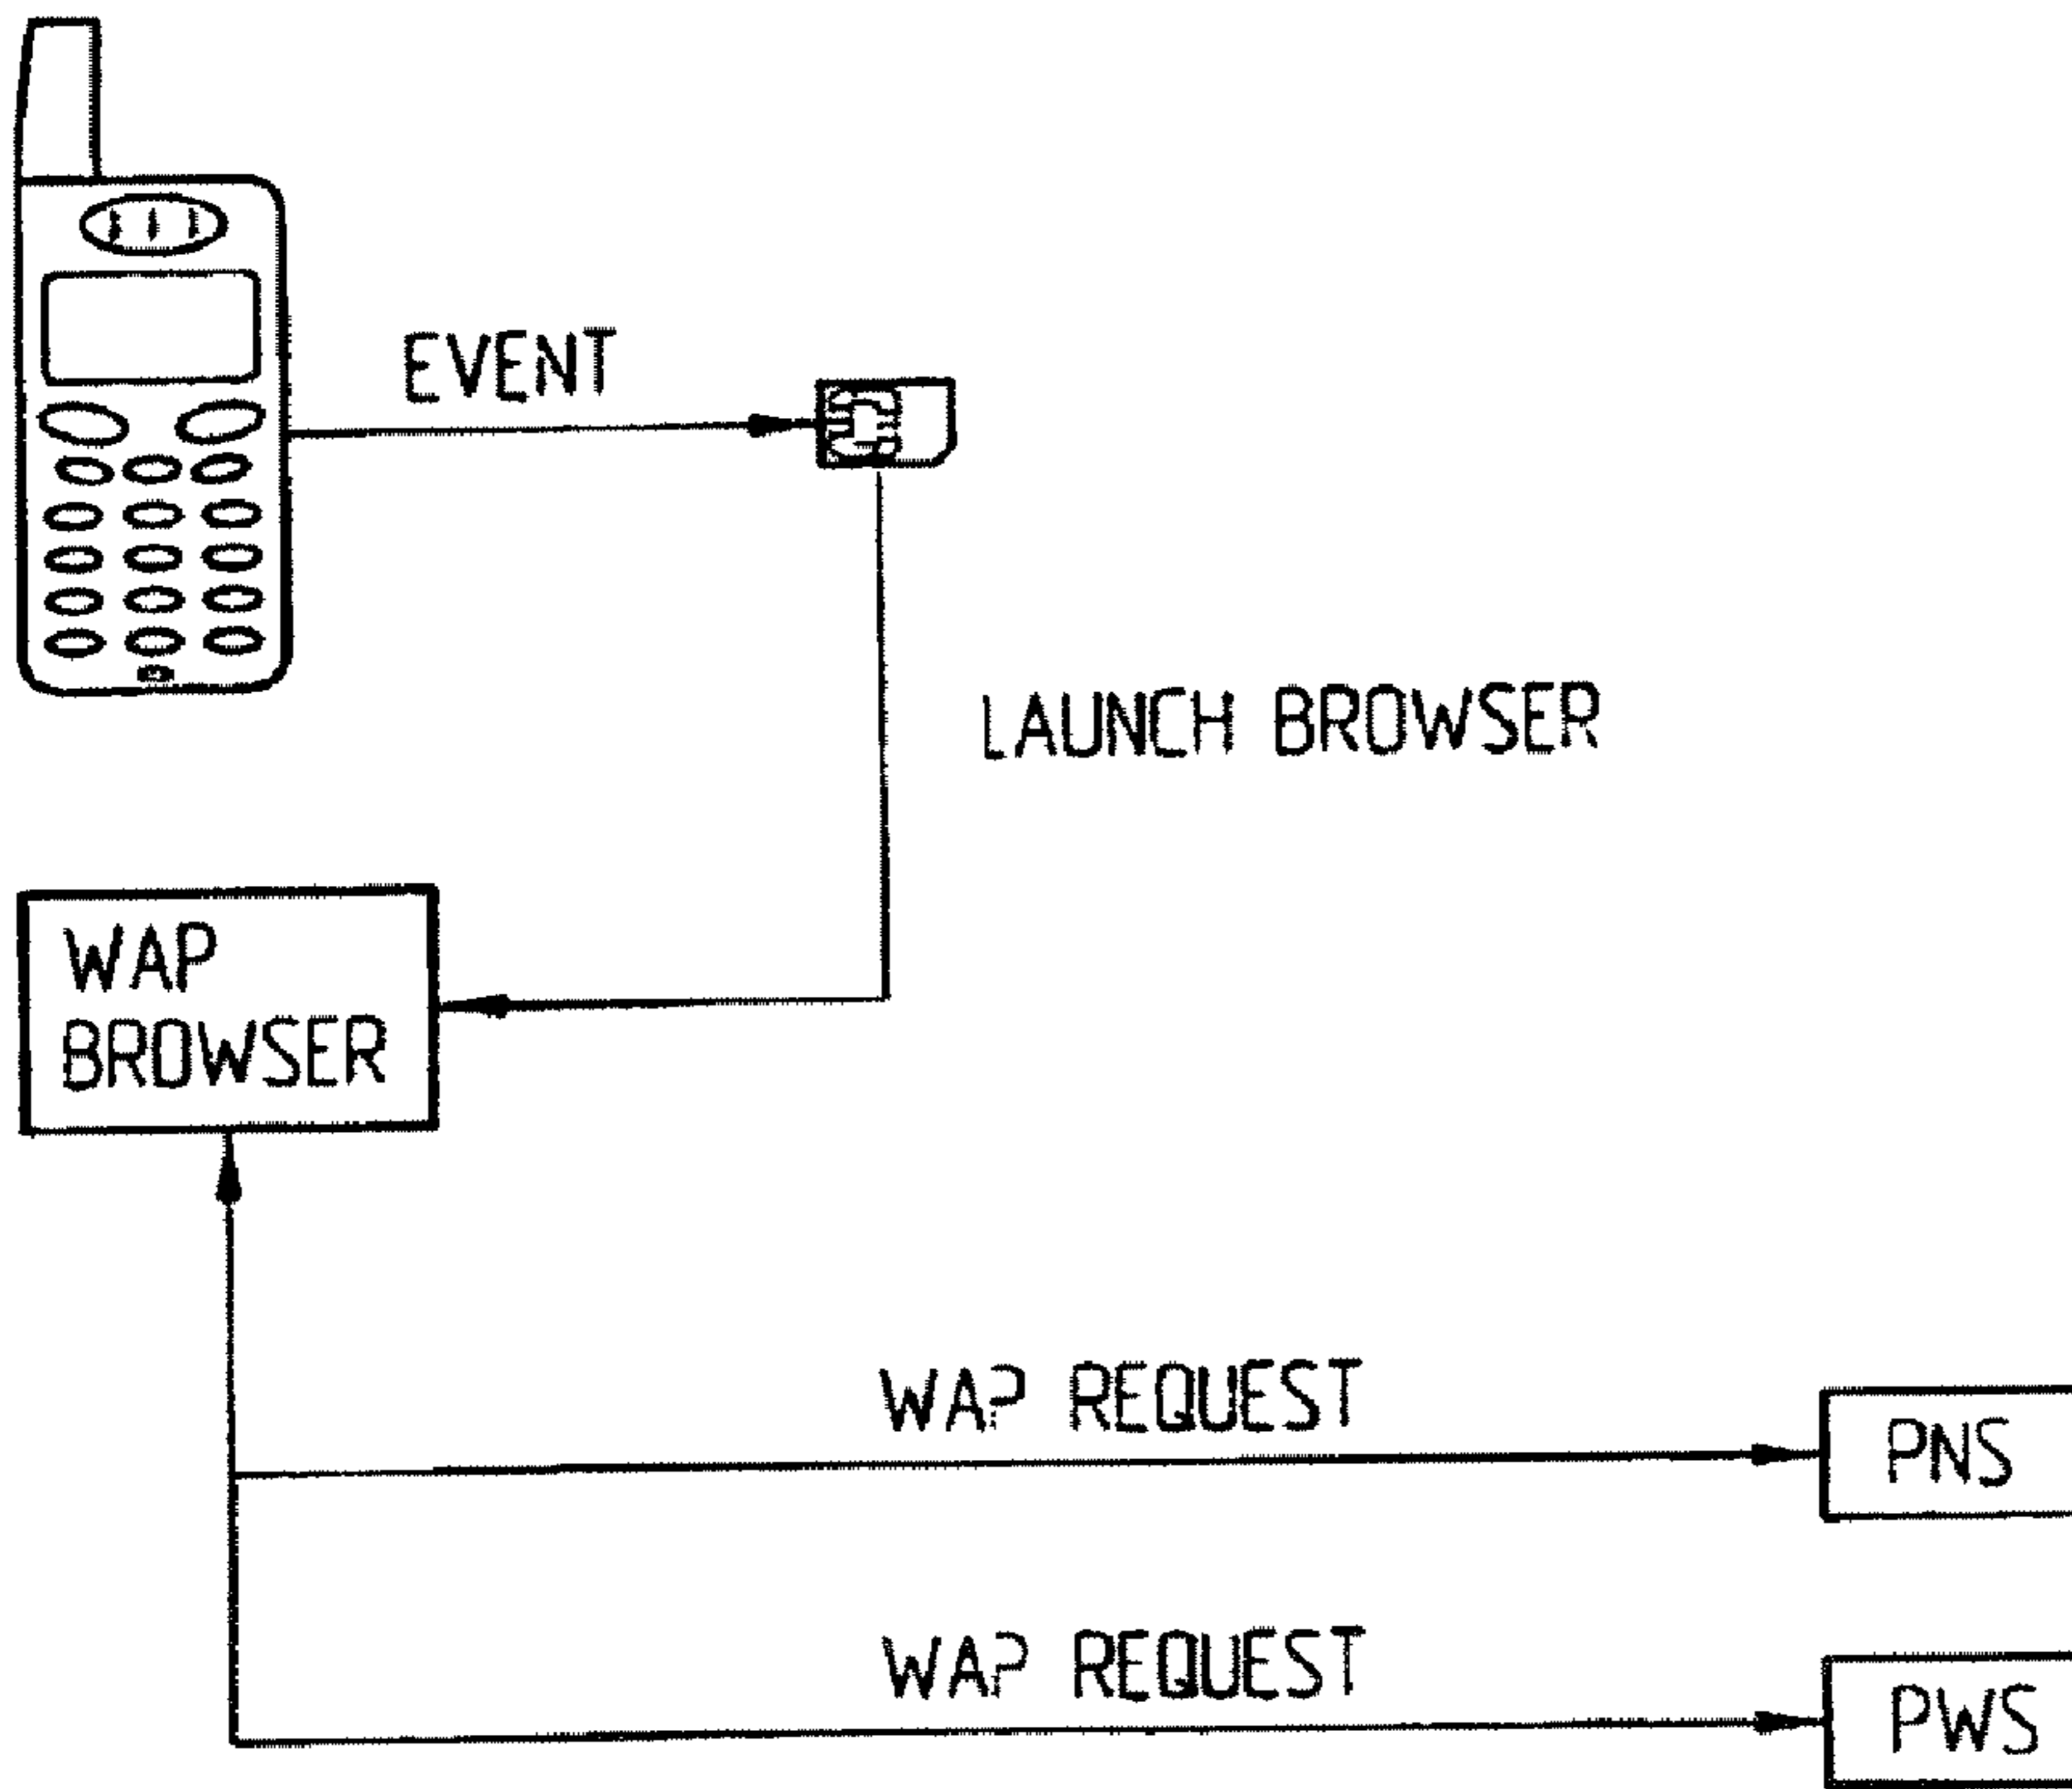 EVENT
LAUNCH BROWSER
WAP
BROWSER
WAP REQUEST
PNS
WAP REQUEST
PWS